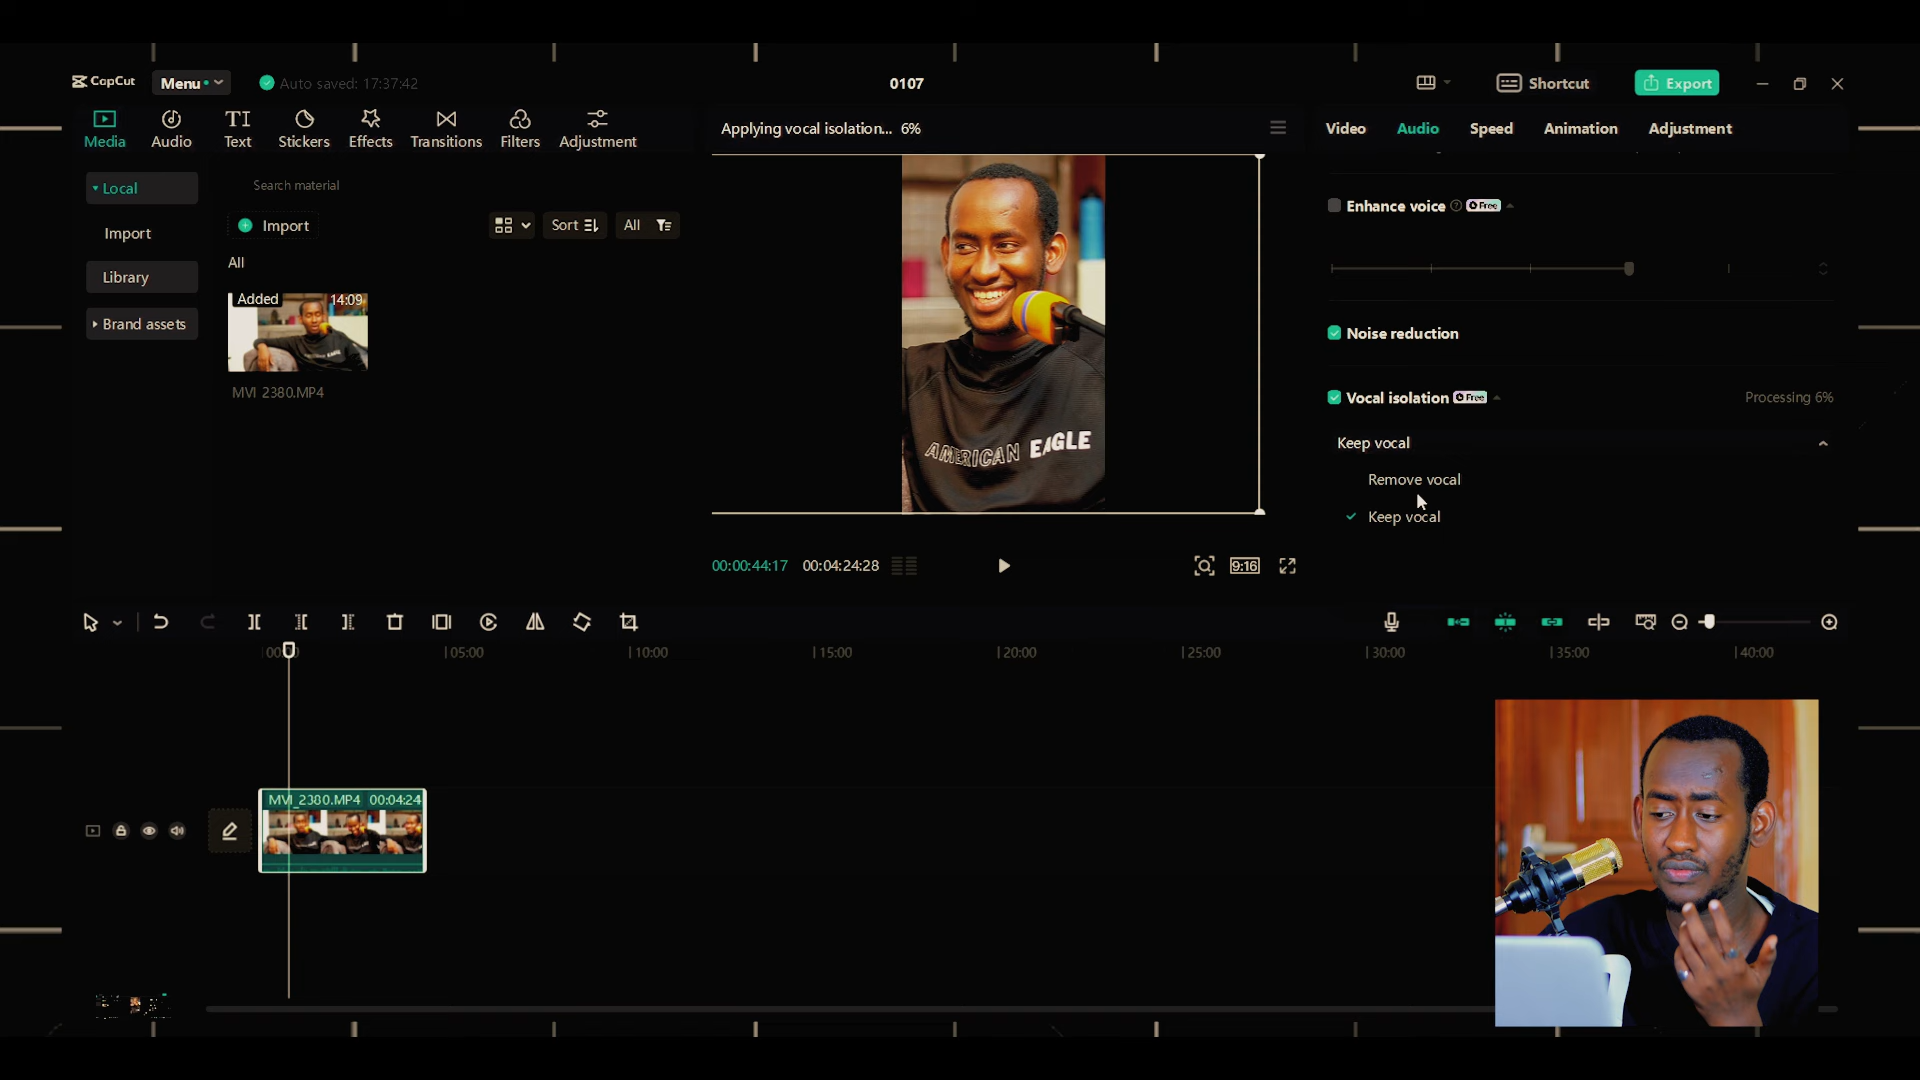 CapCut
Menu
Auto saved: 17:37:42
0107
Shortcut
Export
Media
Audio
Text
Stickers
Effects
Transitions
Filters
Adjustment
Applying vocal isolation... 6%
Video
Audio
Speed
Animation
Adjustment
Local
Import
Library
Brand assets
Search material
Import
Sort
All
All
Added
14:09
MVI 2380.MP4
AMERICAN EAGLE
AMERICAN EAGLE
Enhance voice
Free
Noise reduction
Vocal isolation
Free
Processing 6%
Keep vocal
Remove vocal
Keep vocal
00:00:44:17
00:04:24:28
9:16
05:00
10:00
15:00
20:00
25:00
30:00
35:00
40:00
MVI_2380.MP4
00:04:24